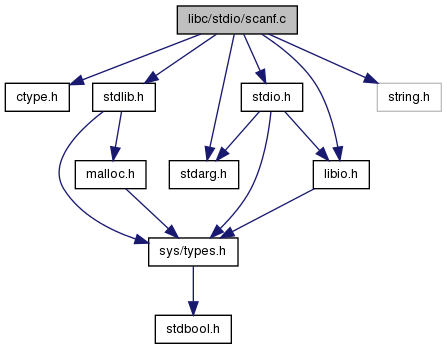 libc/stdio/scanf.c
ctype.h
stdlib.h
stdio.h
string.h
malloc.h
stdarg.h
libio.h
sys/types.h
stdbool.h